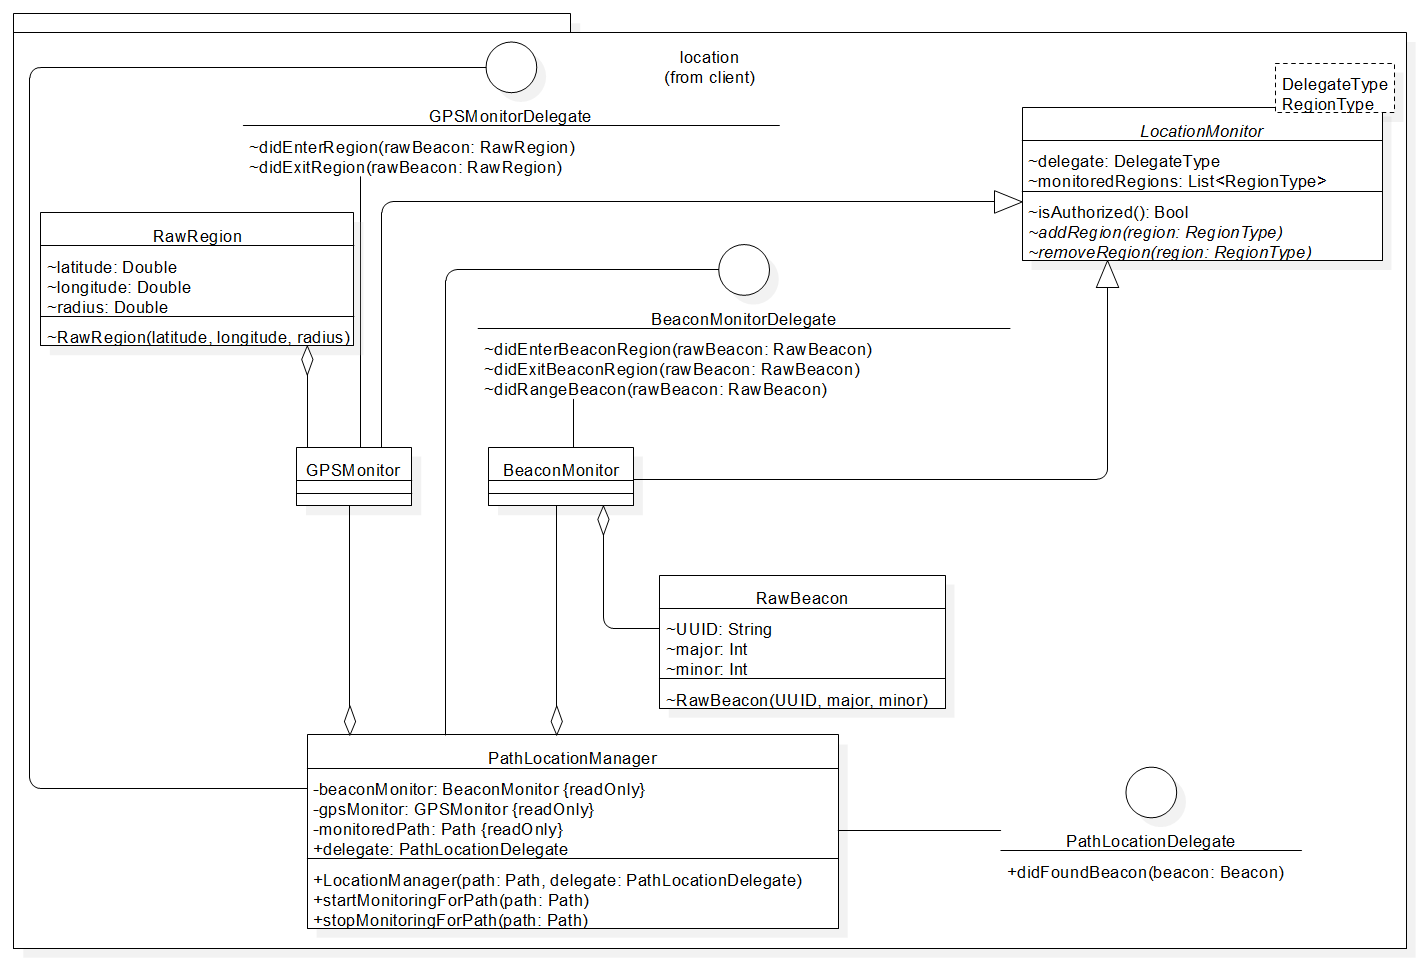 location
(from client)
GPSMonitorDelegate
~didEnterRegion(rawBeacon: RawRegion)
~didExitRegion(rawBeacon: RawRegion)
DelegateType
RegionType
LocationMonitor
~delegate: DelegateType
~monitoredRegions: List<RegionType>
~isAuthorized(): Bool
~addRegion(region: RegionType)
~removeRegion(region: RegionType)
RawRegion
~latitude: Double
~longitude: Double
~radius: Double
~RawRegion(latitude, longitude, radius)
BeaconMonitorDelegate
~didEnterBeaconRegion(rawBeacon: RawBeacon)
~didExitBeaconRegion(rawBeacon: RawBeacon)
~didRangeBeacon(rawBeacon: RawBeacon)
GPSMonitor
BeaconMonitor
RawBeacon
~UUID: String
~major: Int
~minor: Int
~RawBeacon(UUID, major, minor)
PathLocationManager
-beaconMonitor: BeaconMonitor {readOnly}
-gpsMonitor: GPSMonitor {readOnly}
-monitoredPath: Path {readOnly}
+delegate: PathLocationDelegate
+LocationManager(path: Path, delegate: PathLocationDelegate)
+startMonitoringForPath(path: Path)
+stopMonitoringForPath(path: Path)
PathLocationDelegate
+didFoundBeacon(beacon: Beacon)